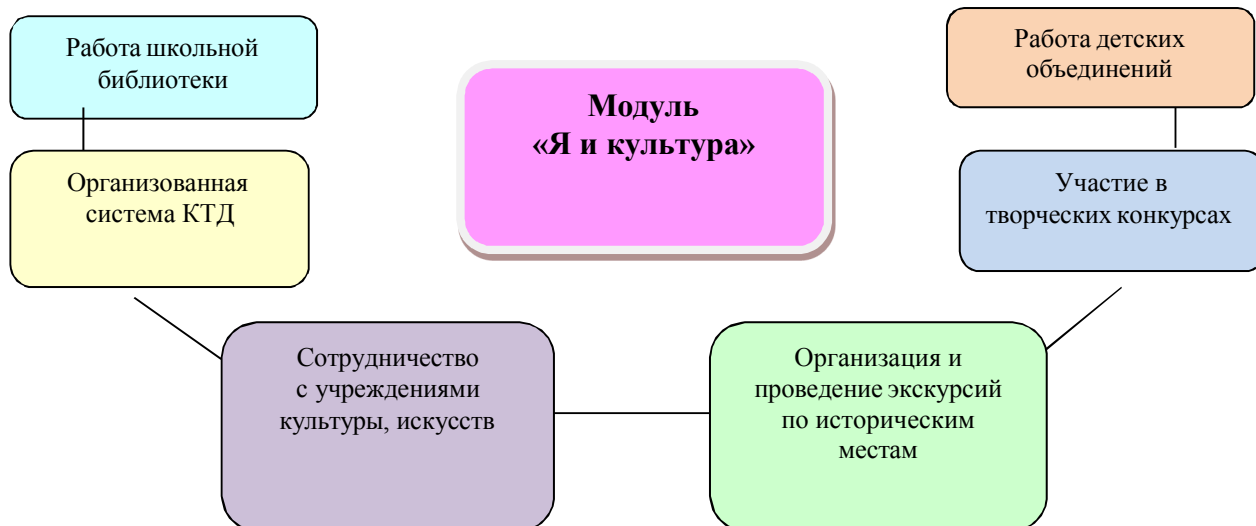 Работа школьной
библиотеки
Модуль
«Я и культура»
Работа детских
объединений
Организованная
система КТД
Участие в
творческих конкурсах
Сотрудничество
с учреждениями
культуры, искусств
Организация и
проведение экскурсий
по историческим
местам